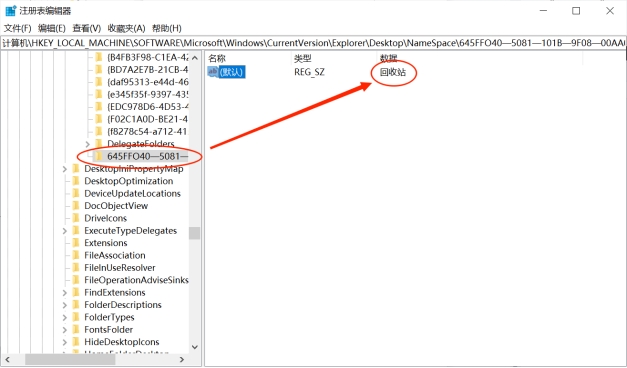 注册表编辑器
文件(F) 编辑(E) 查看(V) 收藏夹(A) 帮助(H)
计算机\HKEY_LOCAL_MACHINE\SOFTWARE\Microsoft\Windows\CurrentVersion\Explorer\Desktop\NameSpace\645FFO40—5081—101B—9F08—00AA0
{B4FB3F98-C1EA-42
{BD7A2E7B-21CB-4
{daf95313-e44d-46
{e345f35f-9397-435
{EDC978D6-4D53-4
{F02C1A0D-BE21-4
{f8278c54-a712-41
DelegateFolders
645FFO40—5081—
DesktopIniPropertyMap
DesktopOptimization
DeviceUpdateLocations
DocObjectView
DriveIcons
ExecuteTypeDelegates
Extensions
FileAssociation
FileInUseResolver
FileOperationAdviseSinks
FindExtensions
FolderDescriptions
FolderTypes
FontsFolder
HideDesktopIcons
HomeFolderDesktop
名称 类型 数据
ab (默认) REG_SZ 回收站